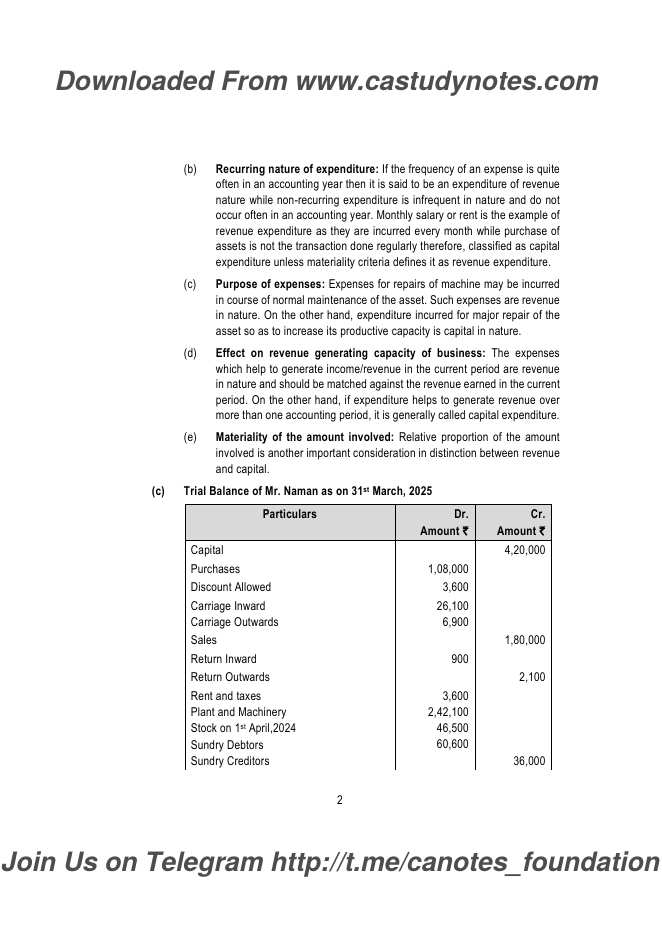 Downloaded From www.castudynotes.com
(b) Recurring nature of expenditure: If the frequency of an expense is quite
often in an accounting year then it is said to be an expenditure of revenue
nature while non-recurring expenditure is infrequent in nature and do not
occur often in an accounting year. Monthly salary or rent is the example of
revenue expenditure as they are incurred every month while purchase of
assets is not the transaction done regularly therefore, classified as capital
expenditure unless materiality criteria defines it as revenue expenditure.
(c) Purpose of expenses: Expenses for repairs of machine may be incurred
in course of normal maintenance of the asset. Such expenses are revenue
in nature. On the other hand, expenditure incurred for major repair of the
asset so as to increase its productive capacity is capital in nature.
(d) Effect on revenue generating capacity of business: The expenses
which help to generate income/revenue in the current period are revenue
in nature and should be matched against the revenue earned in the current
period. On the other hand, if expenditure helps to generate revenue over
more than one accounting period, it is generally called capital expenditure.
(e) Materiality of the amount involved: Relative proportion of the amount
involved is another important consideration in distinction between revenue
and capital.
(c) Trial Balance of Mr. Naman as on 31st March, 2025
Particulars Dr. Cr.
Amount ₹ Amount ₹
Capital 4,20,000
Purchases 1,08,000
Discount Allowed 3,600
Carriage Inward 26,100
Carriage Outwards 6,900
Sales 1,80,000
Return Inward 900
Return Outwards 2,100
Rent and taxes 3,600
Plant and Machinery 2,42,100
Stock on 1st April,2024 46,500
Sundry Debtors 60,600
Sundry Creditors 36,000
2
Join Us on Telegram http://t.me/canotes_foundation